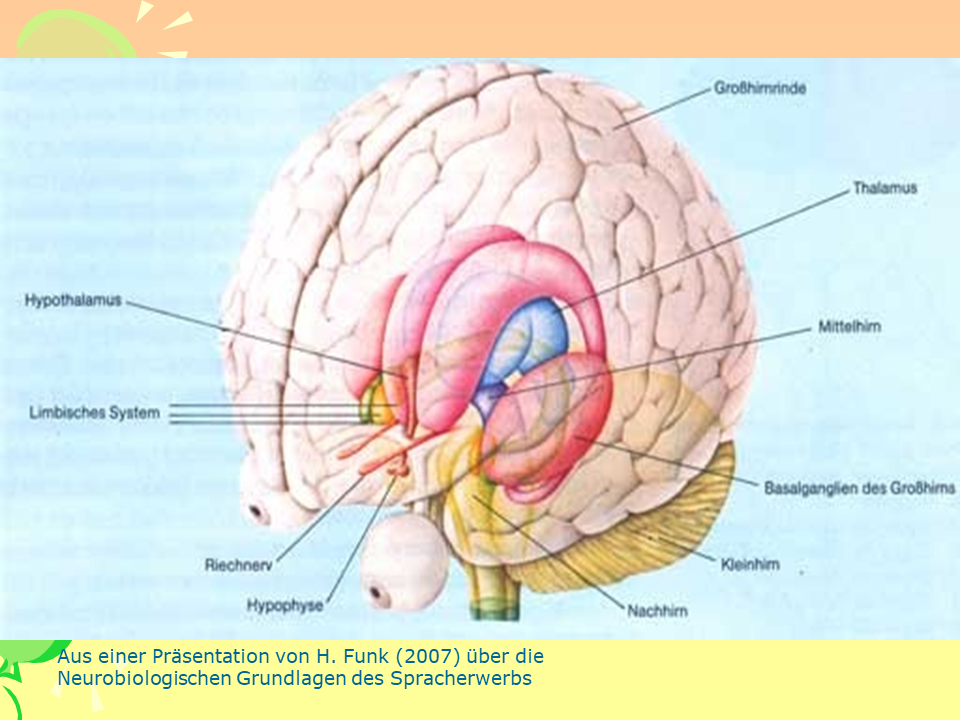 Großhirnrinde
Thalamus
Hypothalamus
Mittelhirn
Limbisches System
Basalganglien des Großhirns
Riechnerv
Kleinhirn
Hypophyse
Nachhirn
Aus einer Präsentation von H. Funk (2007) über die
Neurobiologischen Grundlagen des Spracherwerbs